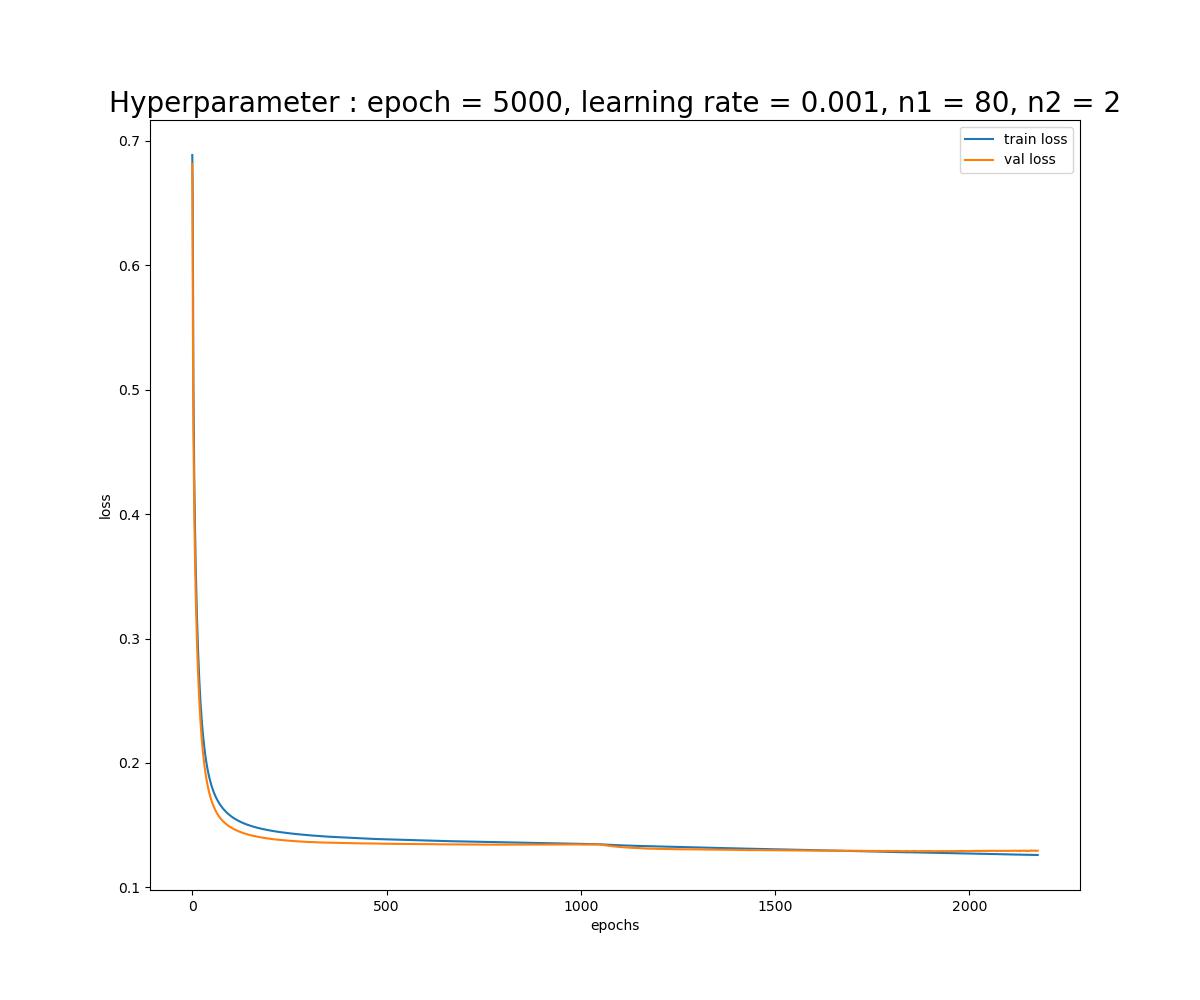 Hyperparameter : epoch = 5000, learning rate = 0.001, n1 = 80, n2 = 2
train loss
val loss
0.7
0.6
0.5
0.4
0.3
0.2
0.1
loss
0 500 1000 1500 2000
epochs